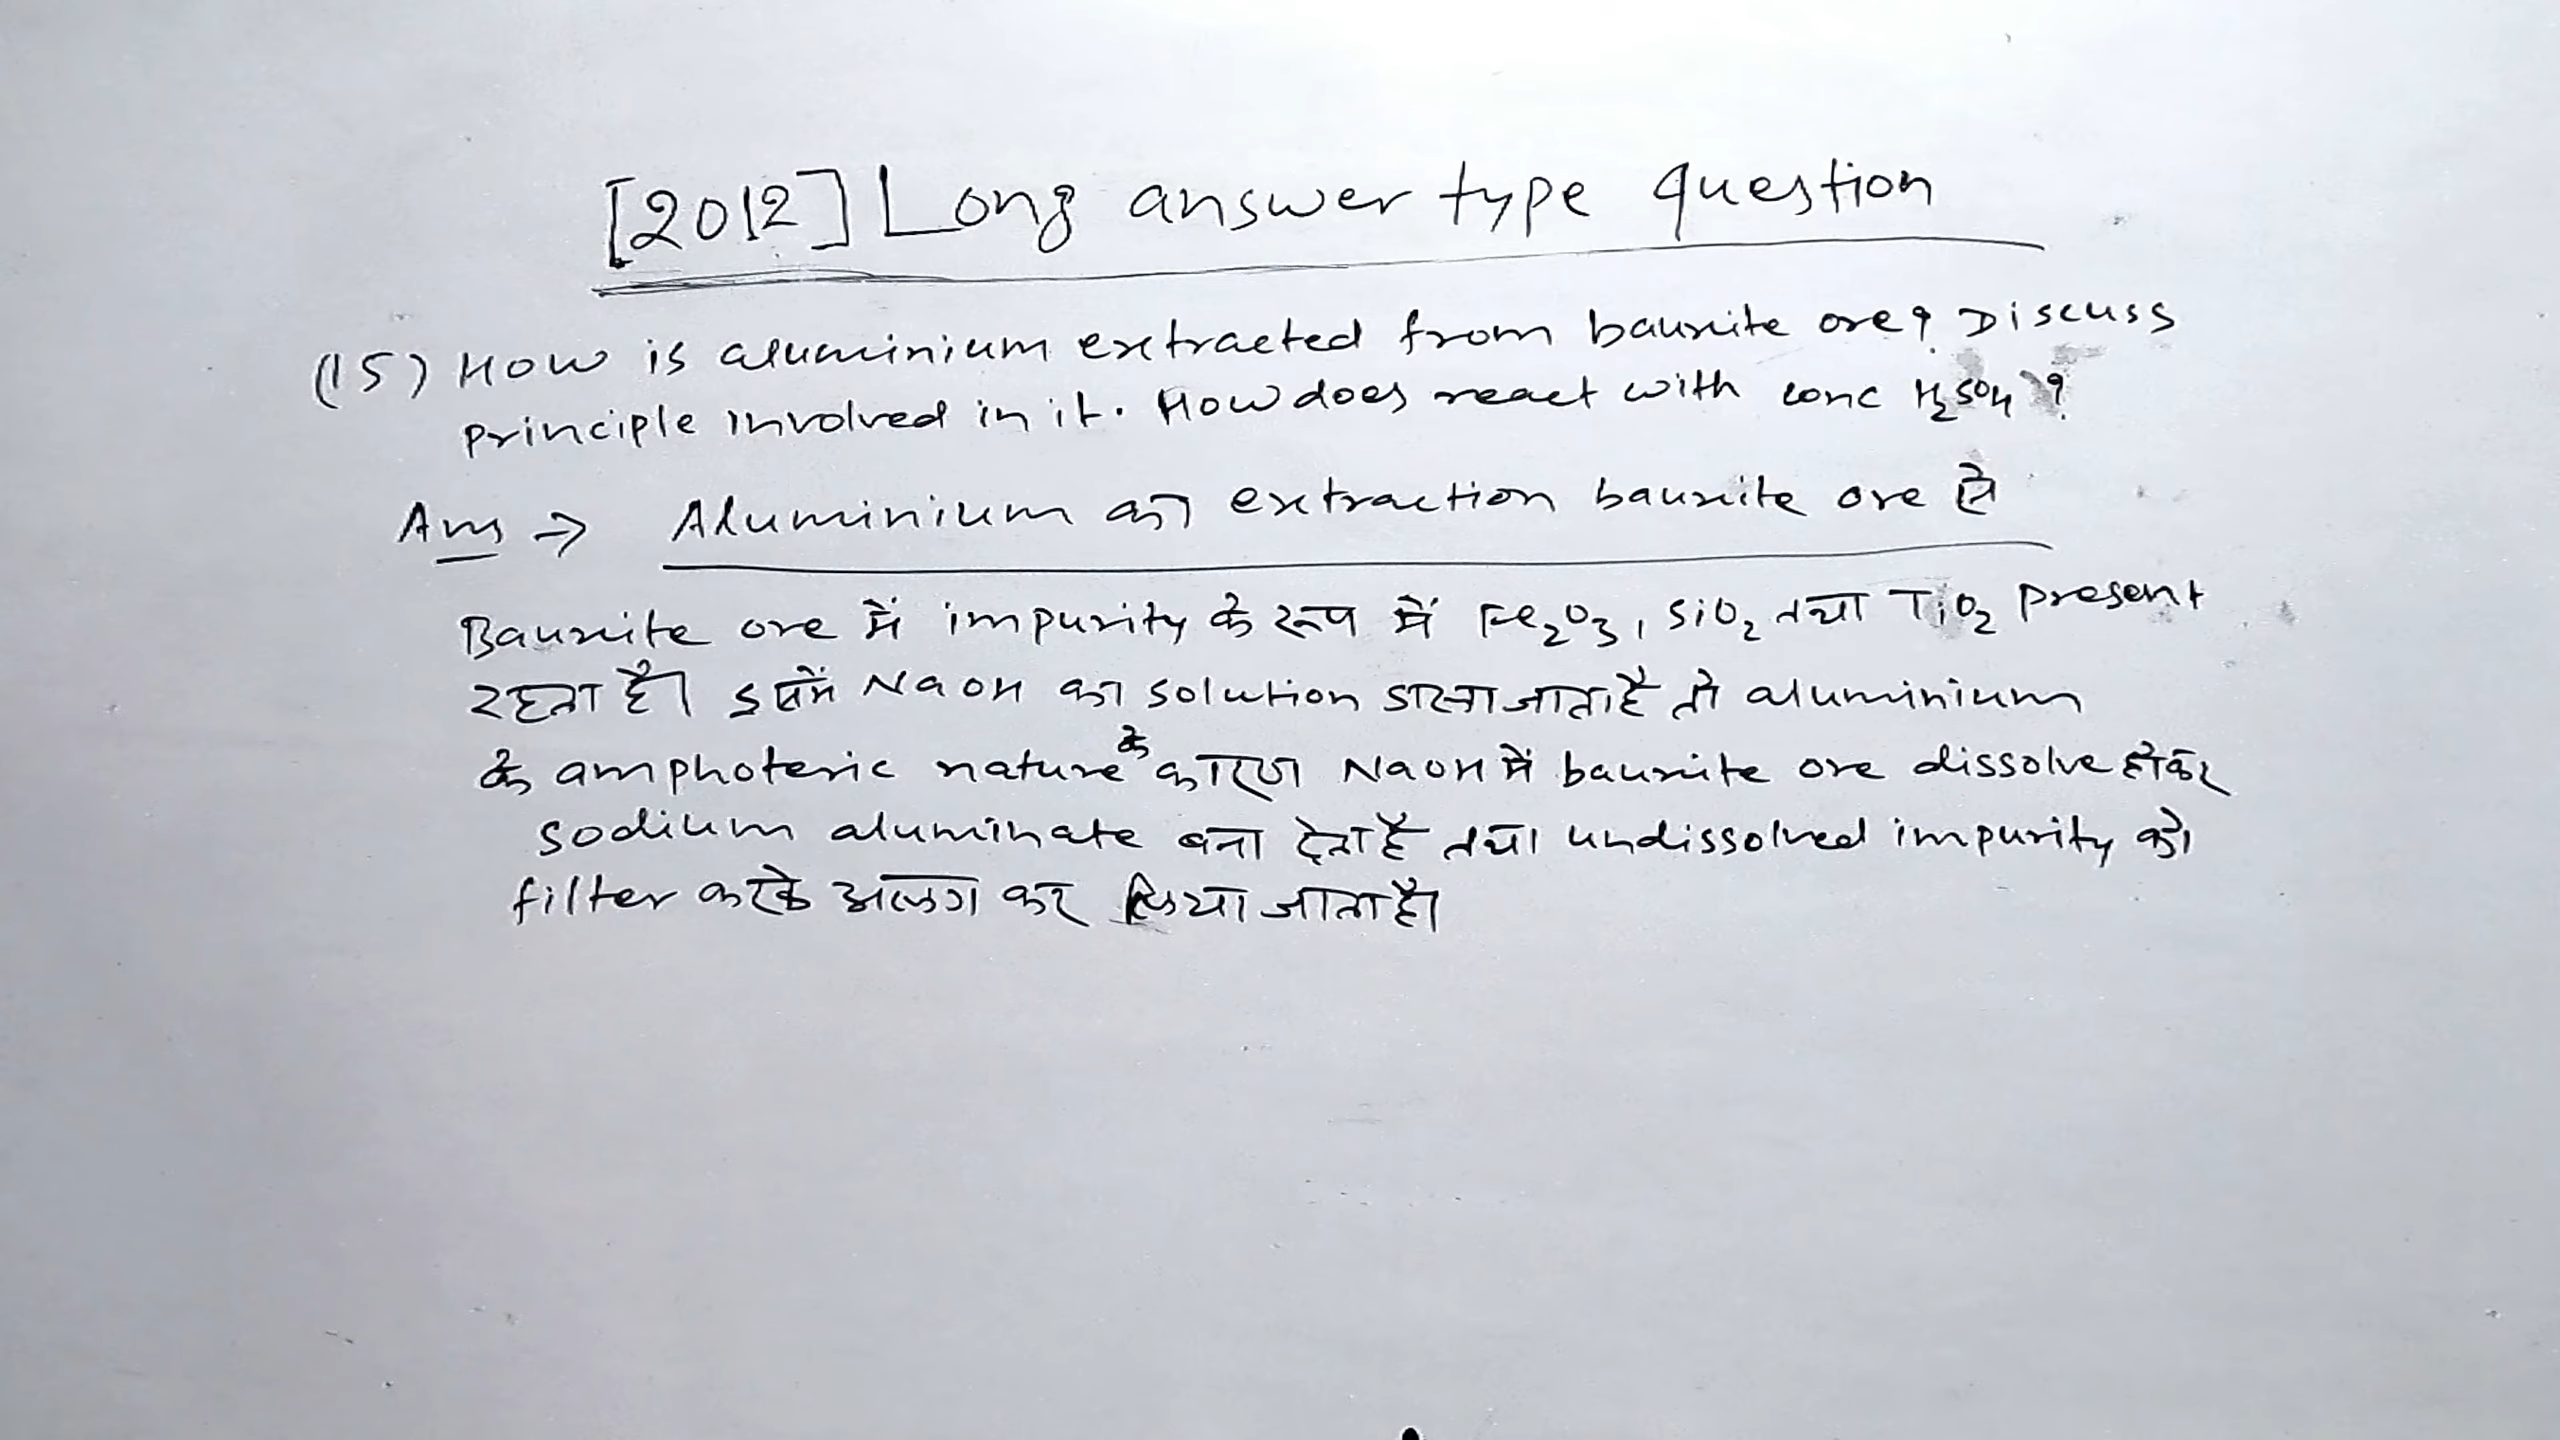 [2012] Long answer type question
(15) How is aluminium extracted from bauxite ore? Discuss
principle involved in it. How does react with conc H₂SO₄?
Ans ⇒ Aluminium का extraction bauxite ore से
Bauxite ore में impurity के रूप में Fe₂O₃, SiO₂ तथा TiO₂ present
रहता है। इसमें NaOH का solution डाला जाता है तो aluminium
के amphoteric nature के कारण NaOH में bauxite ore dissolve होकर
sodium aluminate बना देता है तथा undissolved impurity को
filter करके अलग कर लिया जाता है।